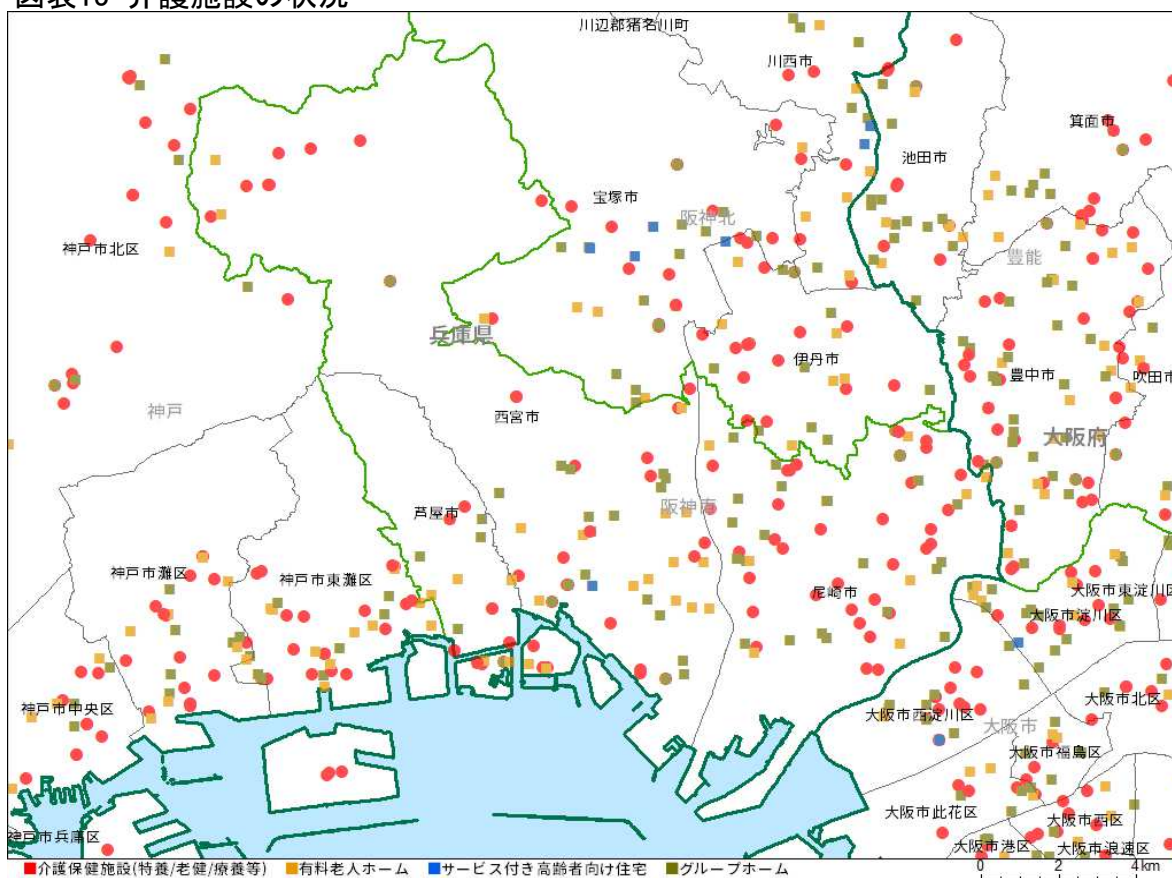 図表10 介護施設の状況
川辺郡猪名川町
川西市
箕面市
池田市
宝塚市
阪神北
神戸市北区
豊能
兵庫県
伊丹市
豊中市
吹田市
神戸
西宮市
大阪府
芦屋市
阪神南
神戸市灘区
神戸市東灘区
尼崎市
大阪市東淀川区
大阪市淀川区
大阪市北区
神戸市中央区
大阪市西淀川区
大阪市
大阪市福島区
大阪市此花区
大阪市西区
神戸市兵庫区
大阪市港区
大阪市浪速区
介護保健施設(特養/老健/療養等) 有料老人ホーム サービス付き高齢者向け住宅 グループホーム
0 2 4km